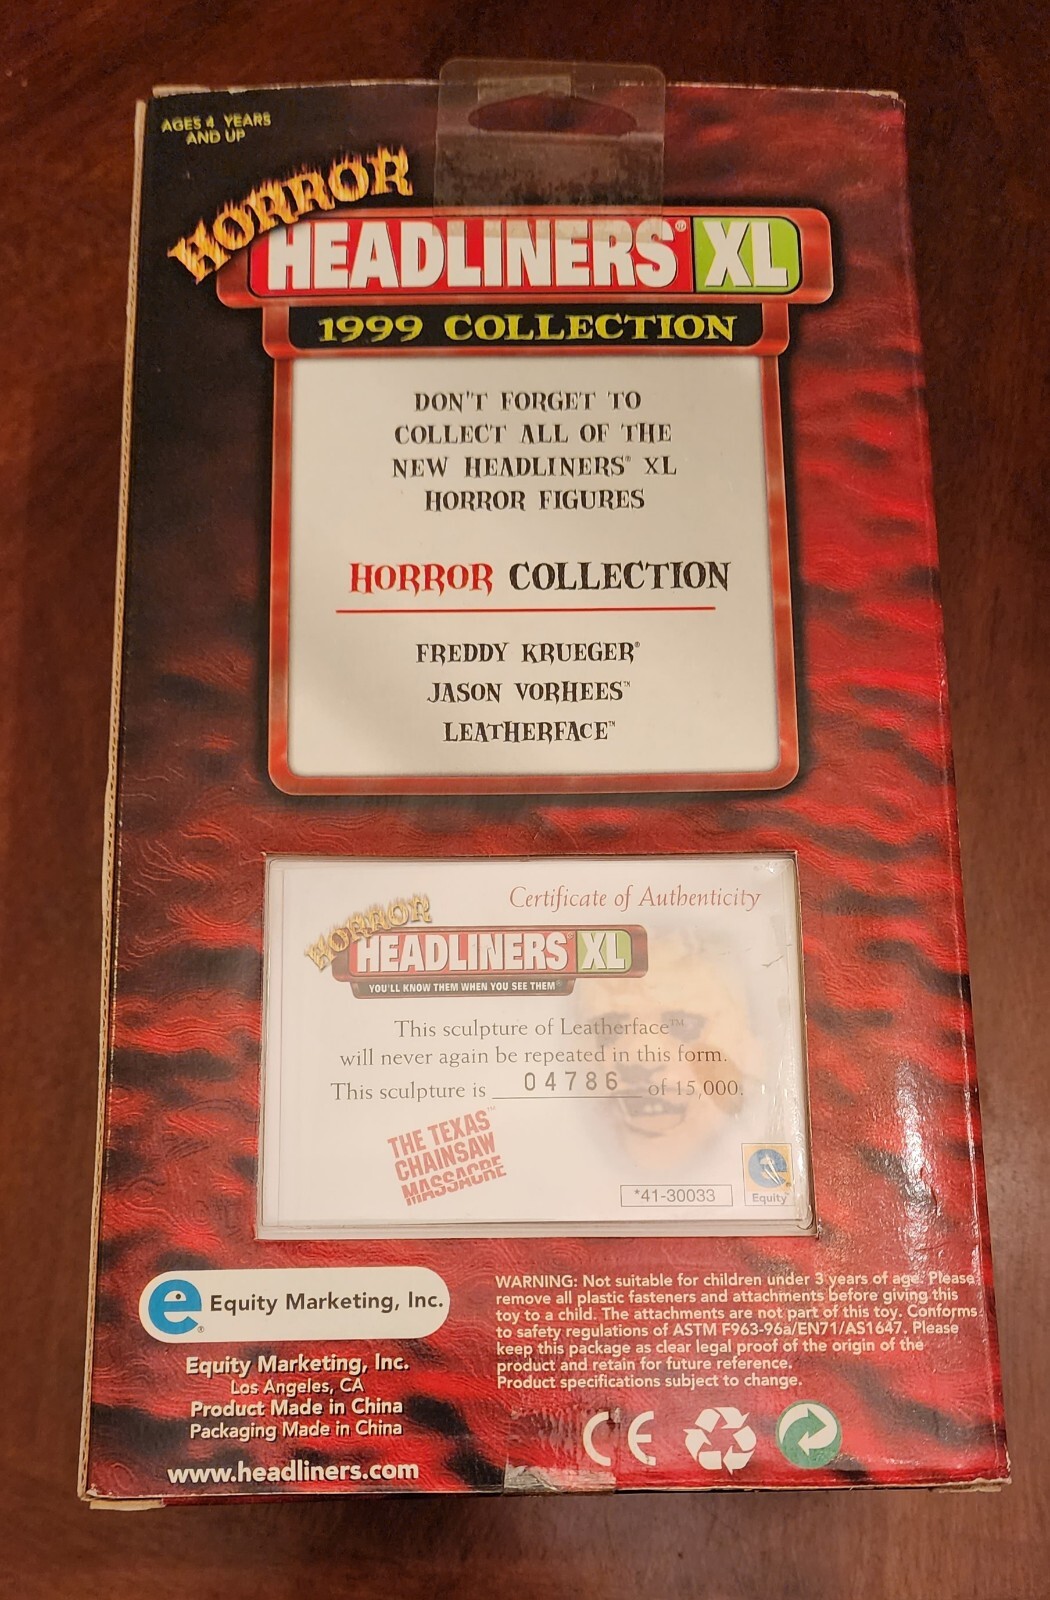 AGES 4 YEARS
AND UP
HORROR
HEADLINERS® XL
1999 COLLECTION
DON'T FORGET TO
COLLECT ALL OF THE
NEW HEADLINERS® XL
HORROR FIGURES
HORROR COLLECTION
FREDDY KRUEGER®
JASON VORHEES™
LEATHERFACE™
Certificate of Authenticity
HORROR
HEADLINERS® XL
YOU'LL KNOW THEM WHEN YOU SEE THEM®
This sculpture of Leatherface™
will never again be repeated in this form.
This sculpture is 04786 of 15,000.
THE TEXAS™
CHAINSAW
MASSACRE
*41-30033
e
Equity™
e® Equity Marketing, Inc.
Equity Marketing, Inc.
Los Angeles, CA
Product Made in China
Packaging Made in China
www.headliners.com
WARNING: Not suitable for children under 3 years of age. Please
remove all plastic fasteners and attachments before giving this
toy to a child. The attachments are not part of this toy. Conforms
to safety regulations of ASTM F963-96a/EN71/AS1647. Please
keep this package as clear legal proof of the origin of the
product and retain for future reference.
Product specifications subject to change.
CE